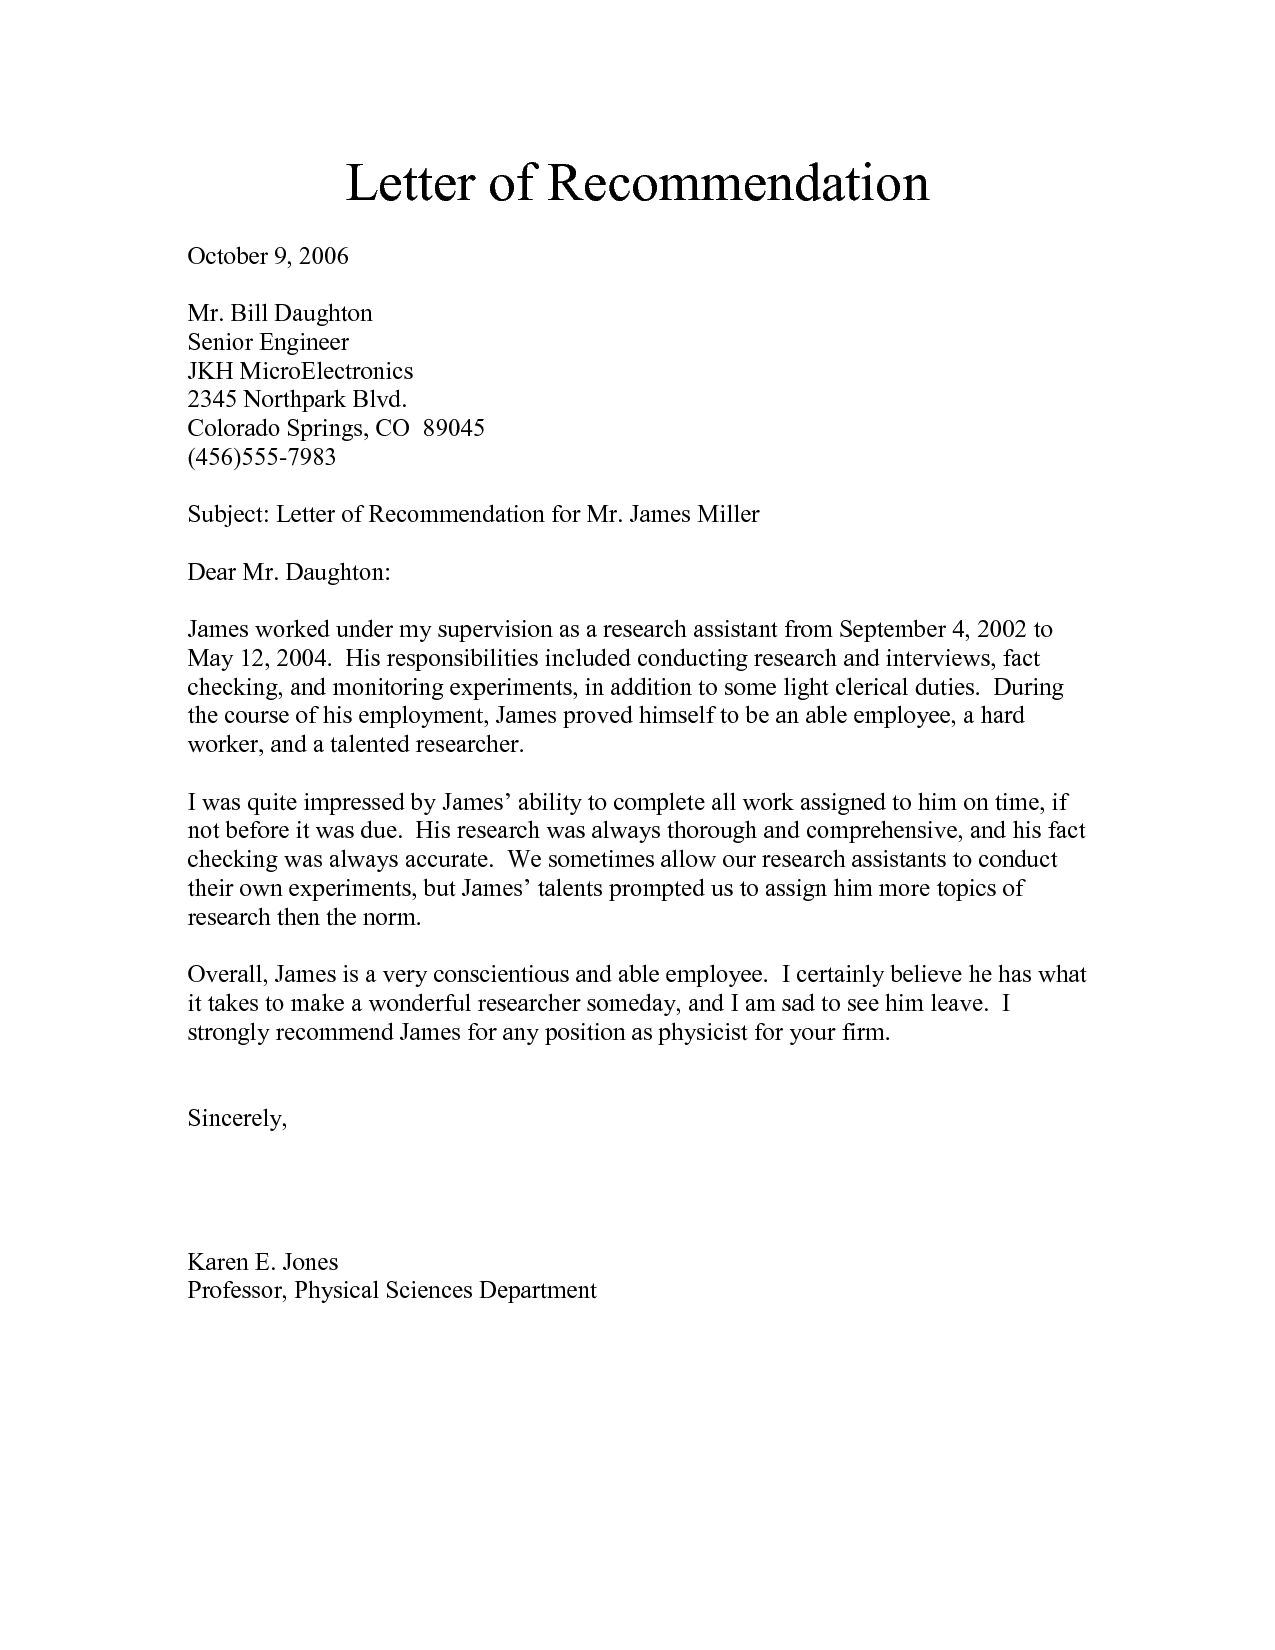 Letter of Recommendation
October 9, 2006
Mr. Bill Daughton
Senior Engineer
JKH MicroElectronics
2345 Northpark Blvd.
Colorado Springs, CO  89045
(456)555-7983
Subject: Letter of Recommendation for Mr. James Miller
Dear Mr. Daughton:
James worked under my supervision as a research assistant from September 4, 2002 to
May 12, 2004.  His responsibilities included conducting research and interviews, fact
checking, and monitoring experiments, in addition to some light clerical duties.  During
the course of his employment, James proved himself to be an able employee, a hard
worker, and a talented researcher.
I was quite impressed by James’ ability to complete all work assigned to him on time, if
not before it was due.  His research was always thorough and comprehensive, and his fact
checking was always accurate.  We sometimes allow our research assistants to conduct
their own experiments, but James’ talents prompted us to assign him more topics of
research then the norm.
Overall, James is a very conscientious and able employee.  I certainly believe he has what
it takes to make a wonderful researcher someday, and I am sad to see him leave.  I
strongly recommend James for any position as physicist for your firm.
Sincerely,
Karen E. Jones
Professor, Physical Sciences Department